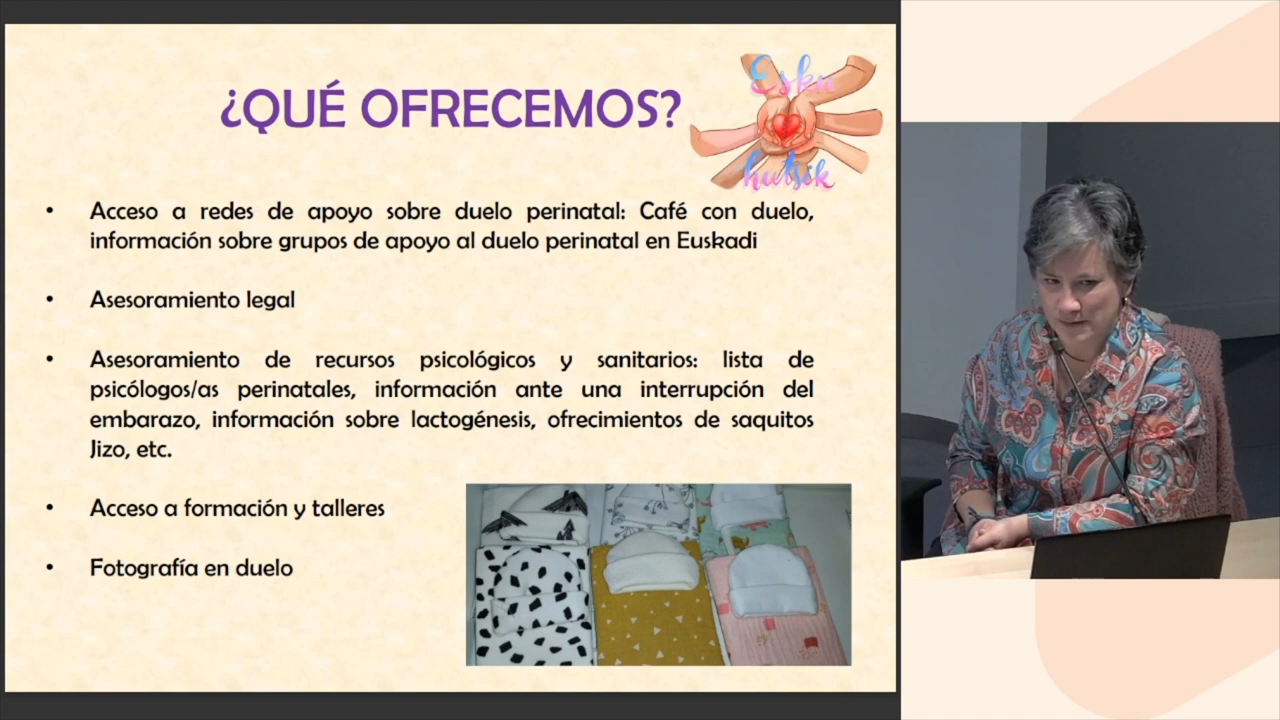 ¿QUÉ OFRECEMOS?
Esku
hutsik
• Acceso a redes de apoyo sobre duelo perinatal: Café con duelo,
información sobre grupos de apoyo al duelo perinatal en Euskadi
• Asesoramiento legal
• Asesoramiento de recursos psicológicos y sanitarios: lista de
psicólogos/as perinatales, información ante una interrupción del
embarazo, información sobre lactogénesis, ofrecimientos de saquitos
Jizo, etc.
• Acceso a formación y talleres
• Fotografía en duelo